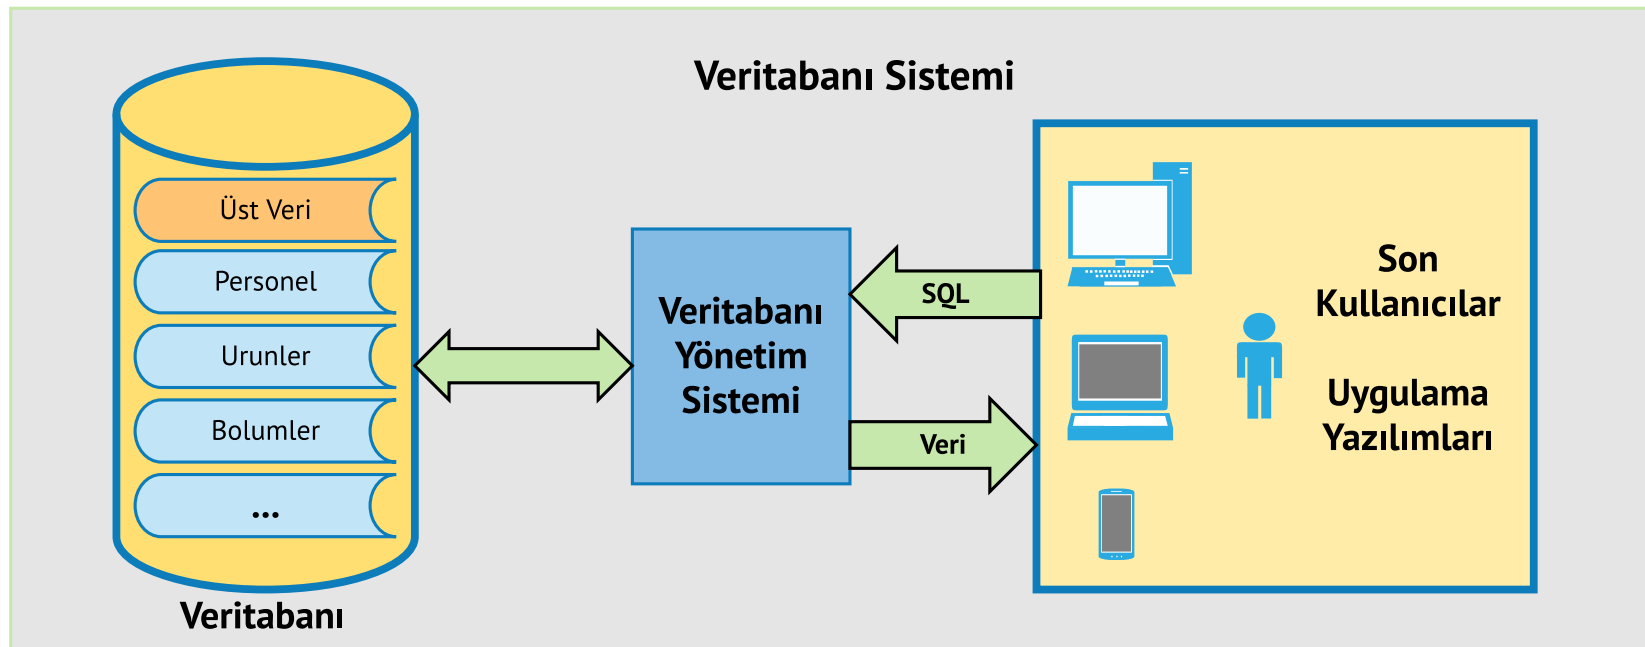 Veritabanı Sistemi
Üst Veri
Personel
Urunler
Bolumler
...
Veritabanı
Veritabanı
Yönetim
Sistemi
SQL
Veri
Son
Kullanıcılar
Uygulama
Yazılımları